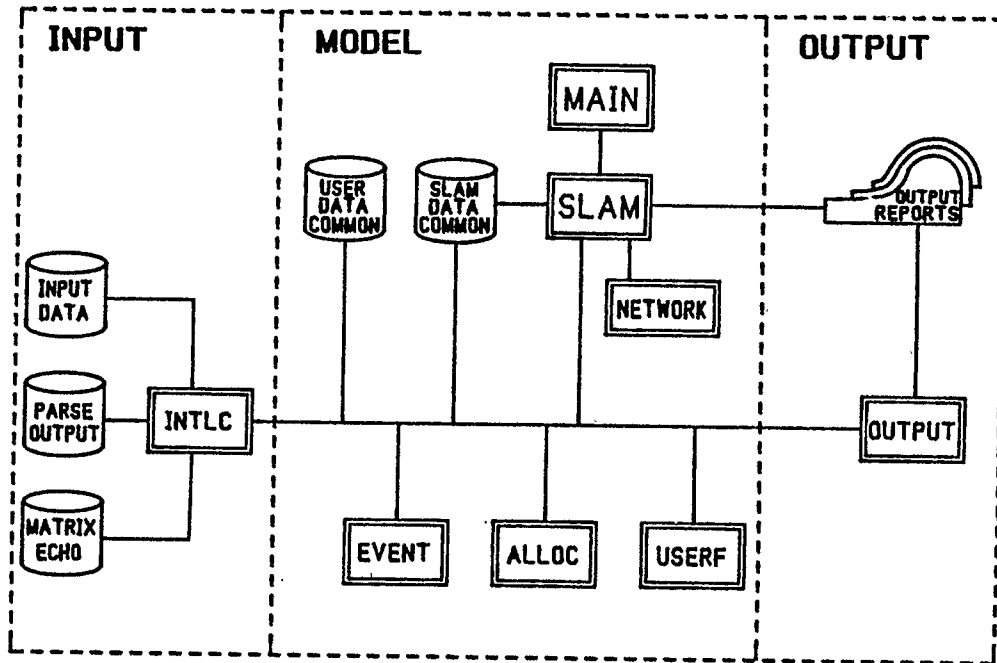 INPUT
MODEL
OUTPUT
MAIN
USER
DATA
COMMON
SLAM
DATA
COMMON
SLAM
OUTPUT
REPORTS
NETWORK
INPUT
DATA
PARSE
OUTPUT
INTLC
OUTPUT
MATRIX
ECHO
EVENT
ALLOC
USERF